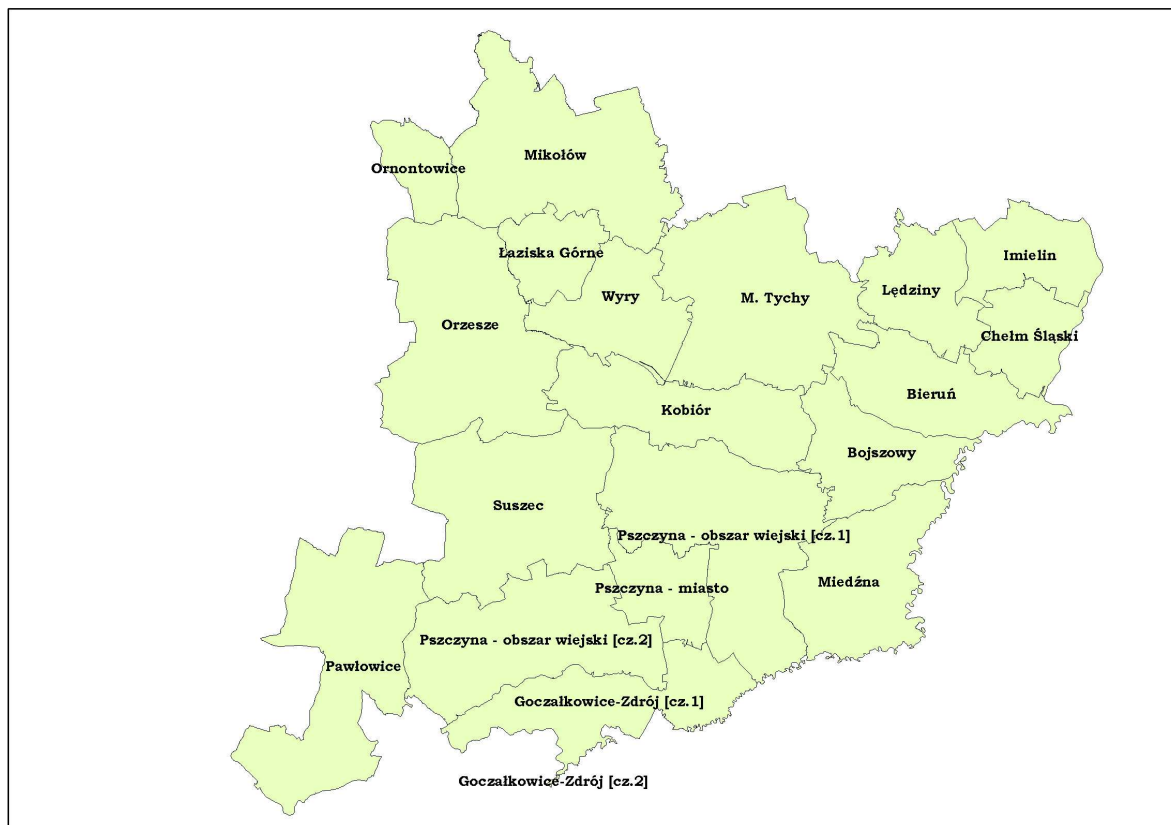 Mikołów
Ornontowice
Łaziska Górne
Imielin
Lędziny
Wyry
M. Tychy
Orzesze
Chełm Śląski
Bieruń
Kobiór
Bojszowy
Suszec
Pszczyna - obszar wiejski [cz.1]
Miedźna
Pszczyna - miasto
Pszczyna - obszar wiejski [cz.2]
Pawłowice
Goczałkowice-Zdrój [cz.1]
Goczałkowice-Zdrój [cz.2]